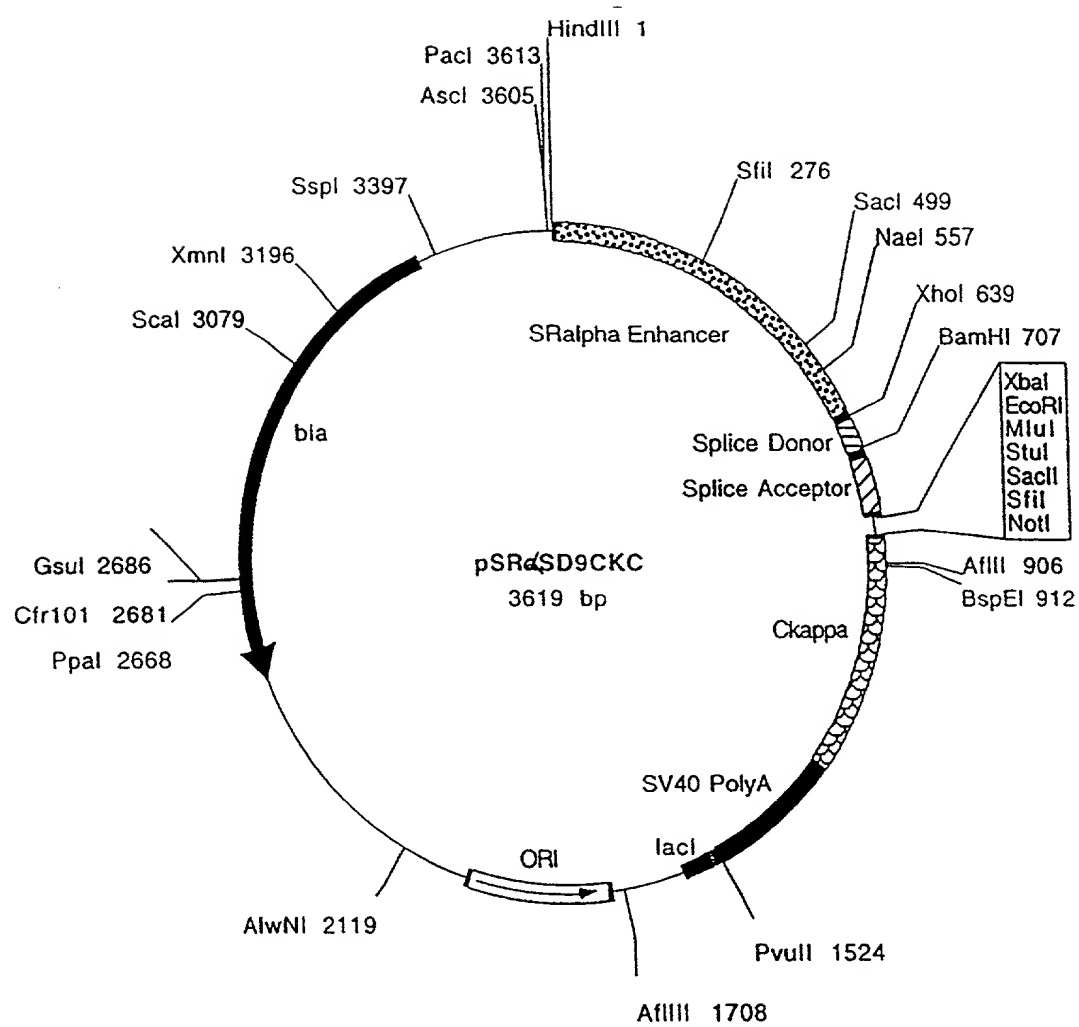 HindIII 1
PacI 3613
AscI 3605
SspI 3397
SfiI 276
SacI 499
NaeI 557
XmnI 3196
XhoI 639
ScaI 3079
SRalpha Enhancer
BamHI 707
XbaI
EcoRI
MluI
StuI
SacII
SfiI
NotI
bla
Splice Donor
Splice Acceptor
GsuI 2686
pSRαSD9CKC
3619 bp
AflII 906
BspEI 912
Cfr101 2681
Ckappa
PpaI 2668
SV40 PolyA
lacI
ORI
AlwNI 2119
PvuII 1524
AflIII 1708